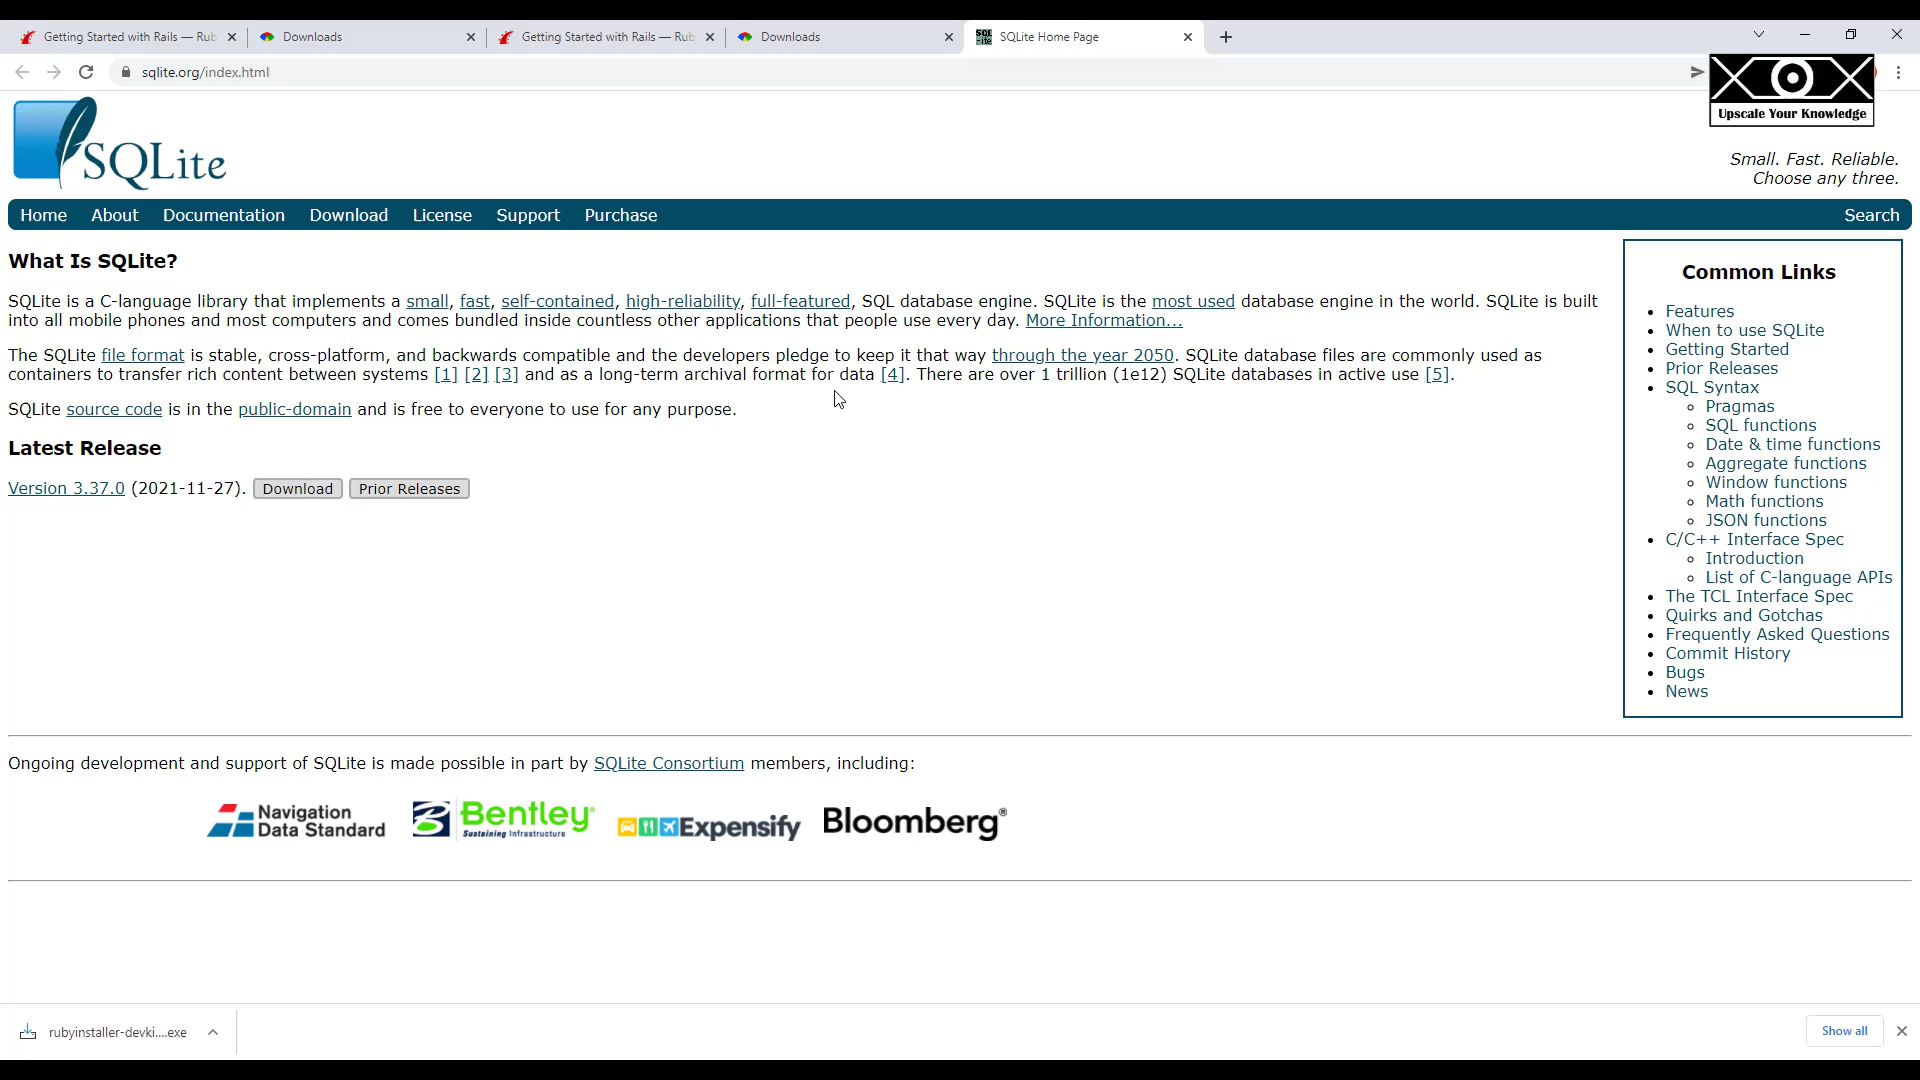 Getting Started with Rails — Rub
Downloads
Getting Started with Rails — Rub
Downloads
SQLite Home Page
sqlite.org/index.html
Upscale Your Knowledge
SQLite
Small. Fast. Reliable.
Choose any three.
Home About Documentation Download License Support Purchase Search
What Is SQLite?
SQLite is a C-language library that implements a small, fast, self-contained, high-reliability, full-featured, SQL database engine. SQLite is the most used database engine in the world. SQLite is built
into all mobile phones and most computers and comes bundled inside countless other applications that people use every day. More Information...
The SQLite file format is stable, cross-platform, and backwards compatible and the developers pledge to keep it that way through the year 2050. SQLite database files are commonly used as
containers to transfer rich content between systems [1] [2] [3] and as a long-term archival format for data [4]. There are over 1 trillion (1e12) SQLite databases in active use [5].
SQLite source code is in the public-domain and is free to everyone to use for any purpose.
Latest Release
Version 3.37.0 (2021-11-27). Download Prior Releases
Common Links
Features
When to use SQLite
Getting Started
Prior Releases
SQL Syntax
Pragmas
SQL functions
Date & time functions
Aggregate functions
Window functions
Math functions
JSON functions
C/C++ Interface Spec
Introduction
List of C-language APIs
The TCL Interface Spec
Quirks and Gotchas
Frequently Asked Questions
Commit History
Bugs
News
Ongoing development and support of SQLite is made possible in part by SQLite Consortium members, including:
Navigation
Data Standard
Bentley®
Sustaining Infrastructure
Expensify
Bloomberg®
rubyinstaller-devki....exe
Show all